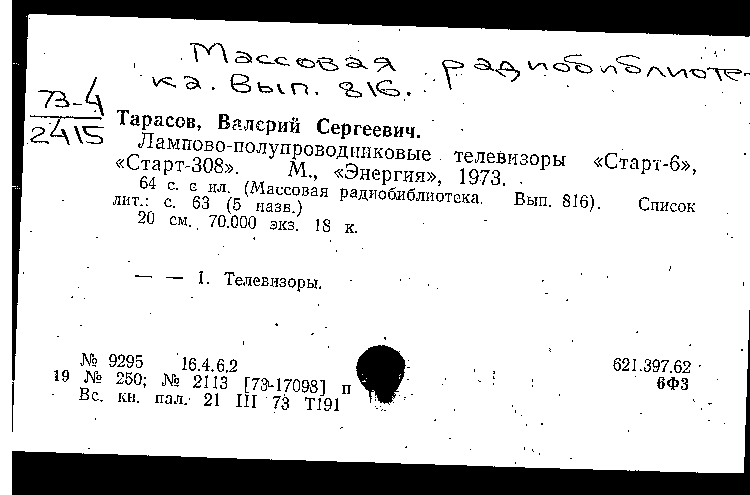 Массовая радиобиблиоте-
ка. Вып. 816.
73-4
2415
Тарасов, Валерий Сергеевич.
Лампово-полупроводниковые телевизоры «Старт-6»,
«Старт-308». М., «Энергия», 1973.
64 с. с ил. (Массовая радиобиблиотека. Вып. 816). Список
лит.: с. 63 (5 назв.)
20 см. 70.000 экз. 18 к.
— — 1. Телевизоры.
№ 9295 16.4.6.2 621.397.62
19 № 250; № 2113 [73-17098] п 6Ф3
Вс. кн. пал. 21 III 73 Т191